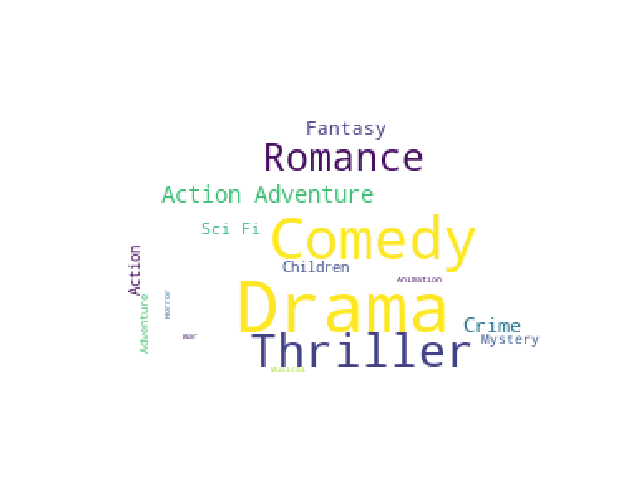 Fantasy
Romance
Action Adventure
Sci Fi
Comedy
Children
Action
Animation
Adventure
Horror
Drama
Crime
War
Thriller
Mystery
Musical